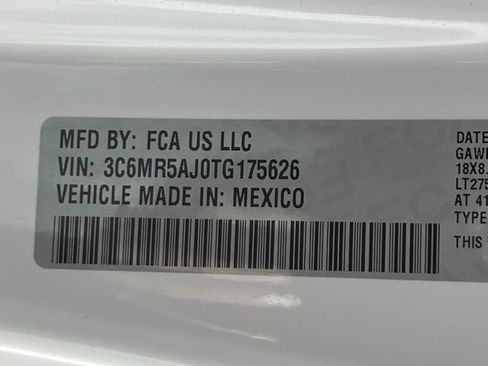 MFD BY: FCA US LLC
VIN: 3C6MR5AJ0TG175626
VEHICLE MADE IN: MEXICO
DATE
GAWR
18X8.
LT275
AT 41
TYPE
THIS